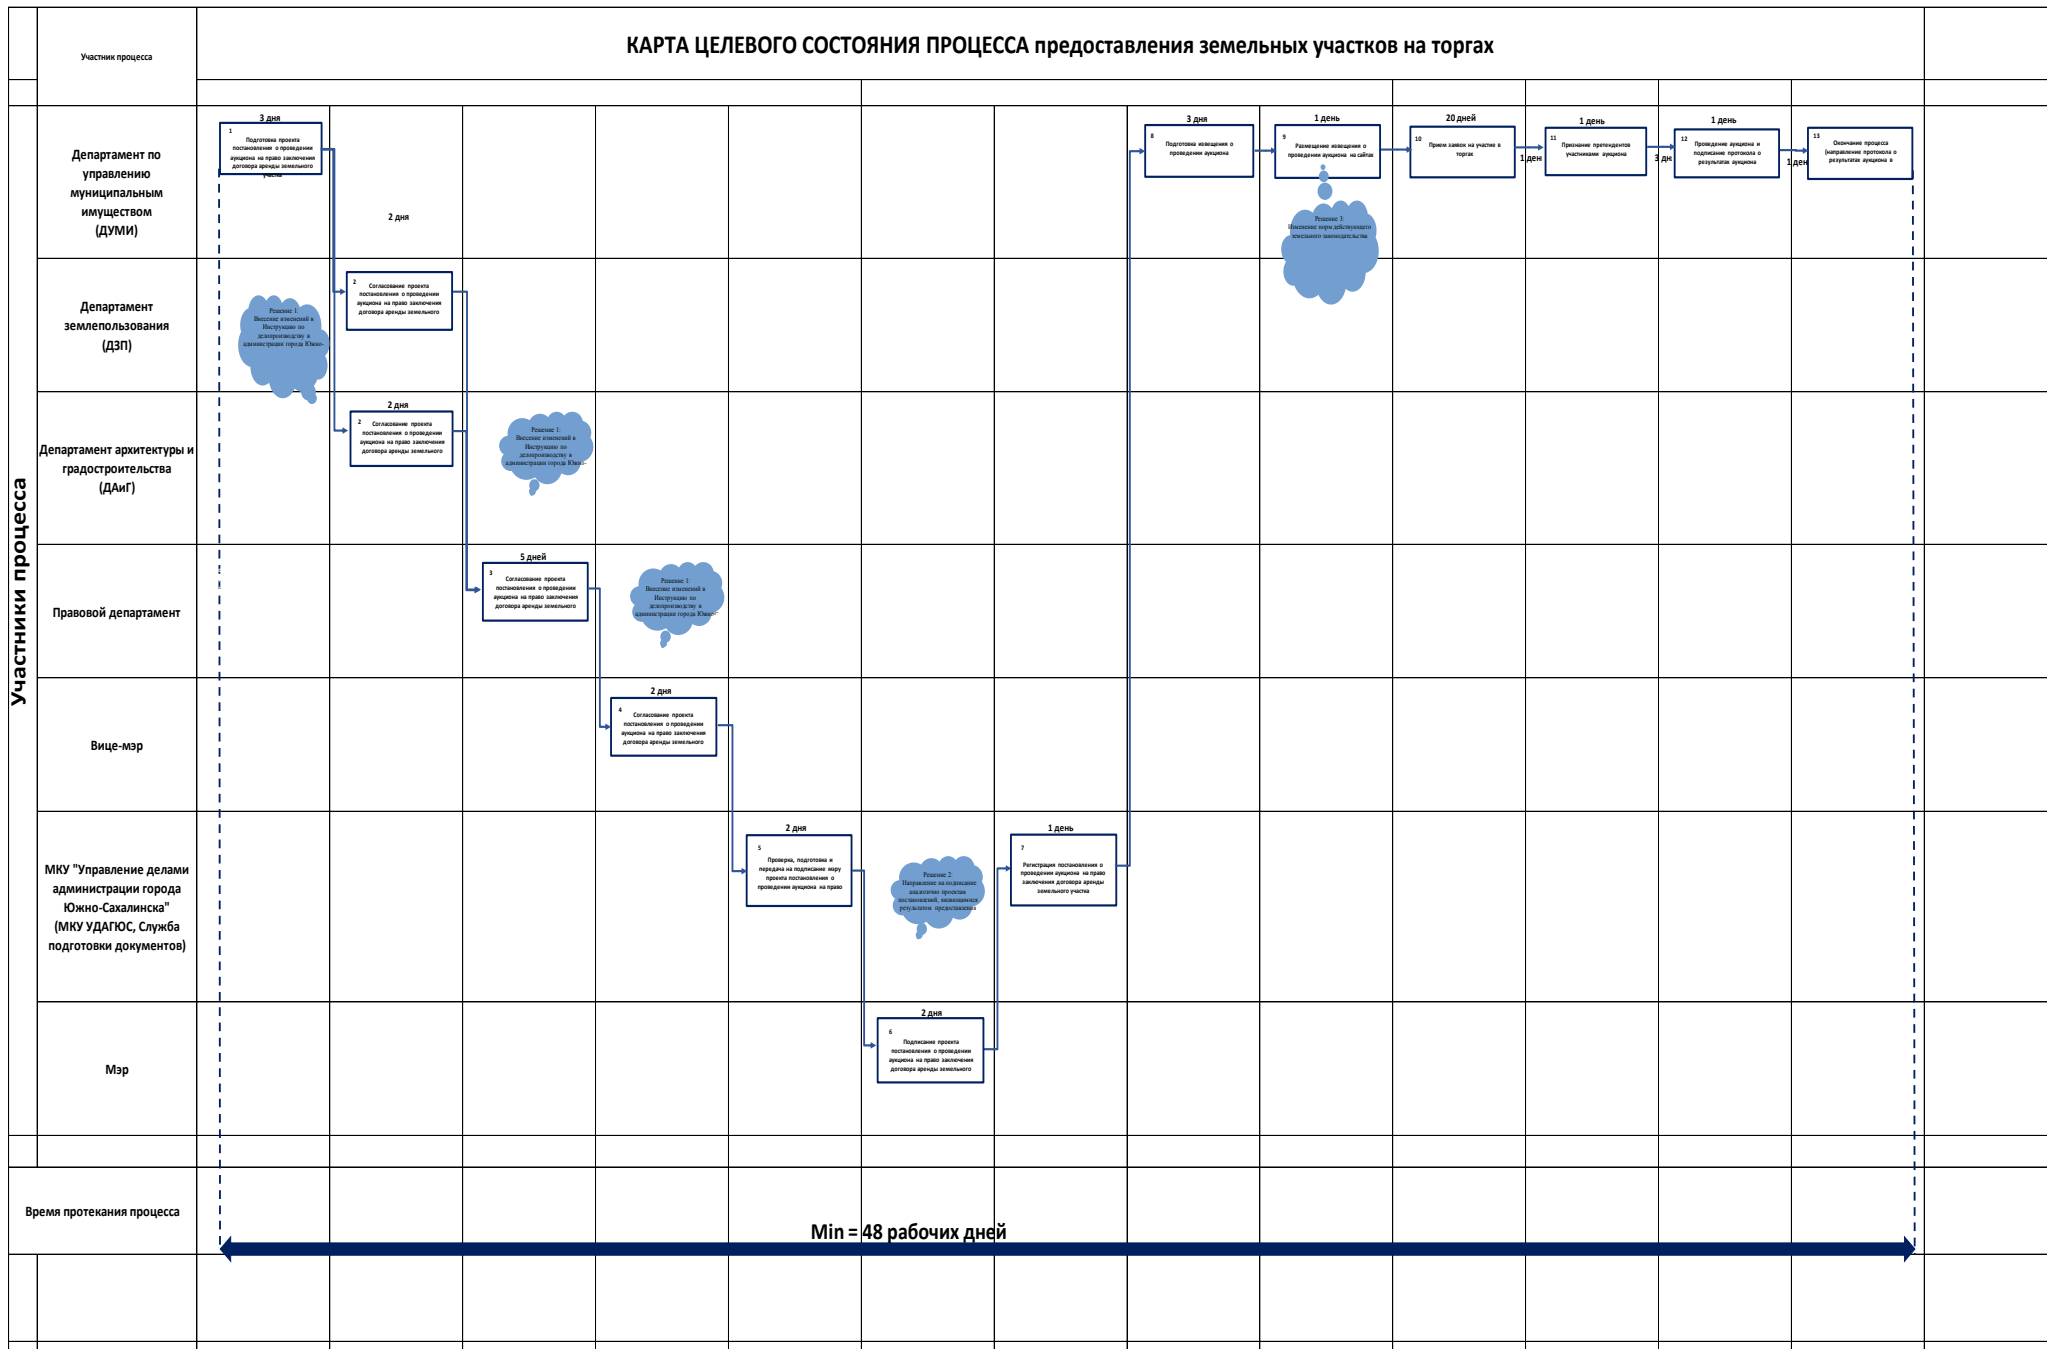 Участник процесса
КАРТА ЦЕЛЕВОГО СОСТОЯНИЯ ПРОЦЕССА предоставления земельных участков на торгах
Участники процесса
Департамент по
управлению
муниципальным
имуществом
(ДУМИ)
3 дня
1
Подготовка проекта
постановления о проведении
аукциона на право заключения
договора аренды земельного
участка
2 дня
3 дня
8
Подготовка извещения о
проведении аукциона
1 день
9
Размещение извещения о
проведении аукциона на сайтах
Решение 3:
Изменение норм действующего
земельного законодательства
20 дней
10
Прием заявок на участие в
торгах
1 ден
1 день
11
Признание претендентов
участниками аукциона
3 дн
1 день
12
Проведение аукциона и
подписание протокола о
результатах аукциона
1 ден
13
Окончание процесса
(направление протокола о
результатах аукциона в
Департамент
землепользования
(ДЗП)
Решение 1:
Внесение изменений в
Инструкцию по
делопроизводству в
администрации города Южно-
2
Согласование проекта
постановления о проведении
аукциона на право заключения
договора аренды земельного
Департамент архитектуры и
градостроительства
(ДАиГ)
2 дня
2
Согласование проекта
постановления о проведении
аукциона на право заключения
договора аренды земельного
Решение 1:
Внесение изменений в
Инструкцию по
делопроизводству в
администрации города Южно-
Правовой департамент
5 дней
3
Согласование проекта
постановления о проведении
аукциона на право заключения
договора аренды земельного
Решение 1:
Внесение изменений в
Инструкцию по
делопроизводству в
администрации города Южно-
Вице-мэр
2 дня
4
Согласование проекта
постановления о проведении
аукциона на право заключения
договора аренды земельного
МКУ "Управление делами
администрации города
Южно-Сахалинска"
(МКУ УДАГЮС, Служба
подготовки документов)
2 дня
5
Проверка, подготовка и
передача на подписание мэру
проекта постановления о
проведении аукциона на право
Решение 2:
Направление на подписание
аналогично проектам
постановлений, являющимися
результатом предоставления
1 день
7
Регистрация постановления о
проведении аукциона на право
заключения договора аренды
земельного участка
Мэр
2 дня
6
Подписание проекта
постановления о проведении
аукциона на право заключения
договора аренды земельного
Время протекания процесса
Min = 48 рабочих дней